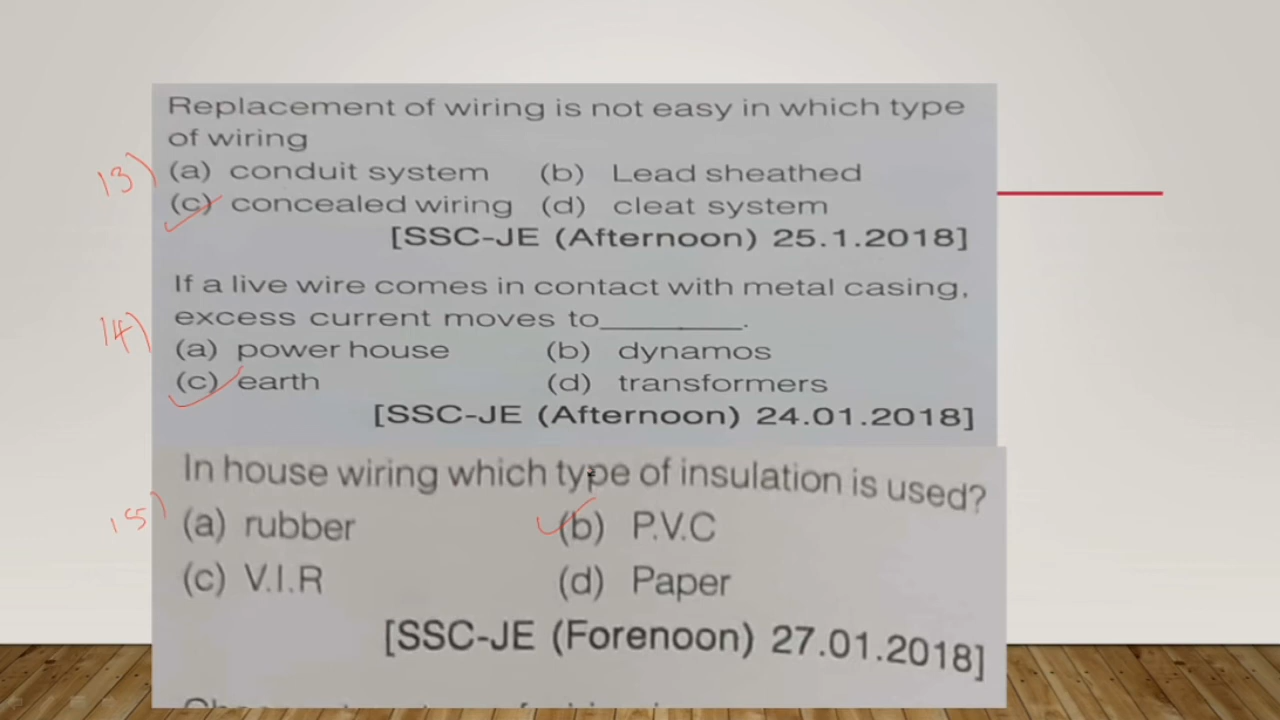 Replacement of wiring is not easy in which type
of wiring
13) (a) conduit system (b) Lead sheathed
(c) concealed wiring (d) cleat system
[SSC-JE (Afternoon) 25.1.2018]
If a live wire comes in contact with metal casing,
14) excess current moves to________.
(a) power house (b) dynamos
(c) earth (d) transformers
[SSC-JE (Afternoon) 24.01.2018]
In house wiring which type of insulation is used?
15) (a) rubber (b) P.V.C
(c) V.I.R (d) Paper
[SSC-JE (Forenoon) 27.01.2018]